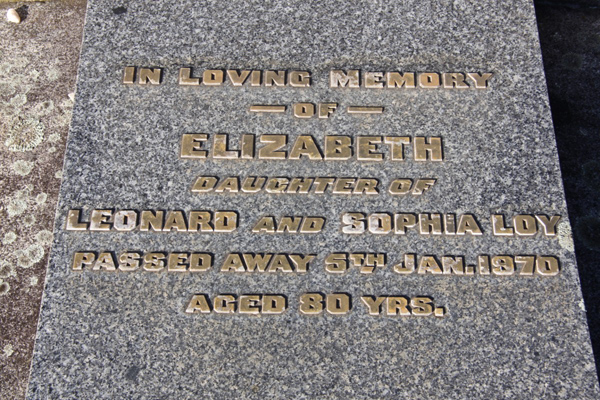 IN LOVING MEMORY
— OF —
ELIZABETH
DAUGHTER OF
LEONARD AND SOPHIA LOY
PASSED AWAY 5TH JAN. 1970
AGED 80 YRS.